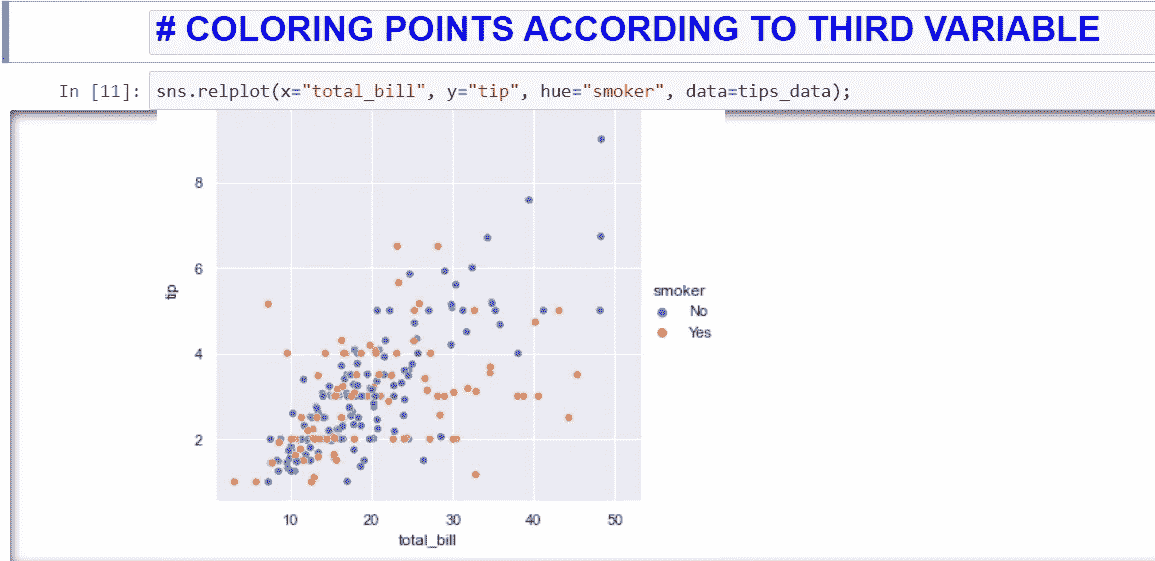 # COLORING POINTS ACCORDING TO THIRD VARIABLE
In [11]: sns.relplot(x="total_bill", y="tip", hue="smoker", data=tips_data);
8
6
4
2
tip
10 20 30 40 50
total_bill
smoker
No
Yes